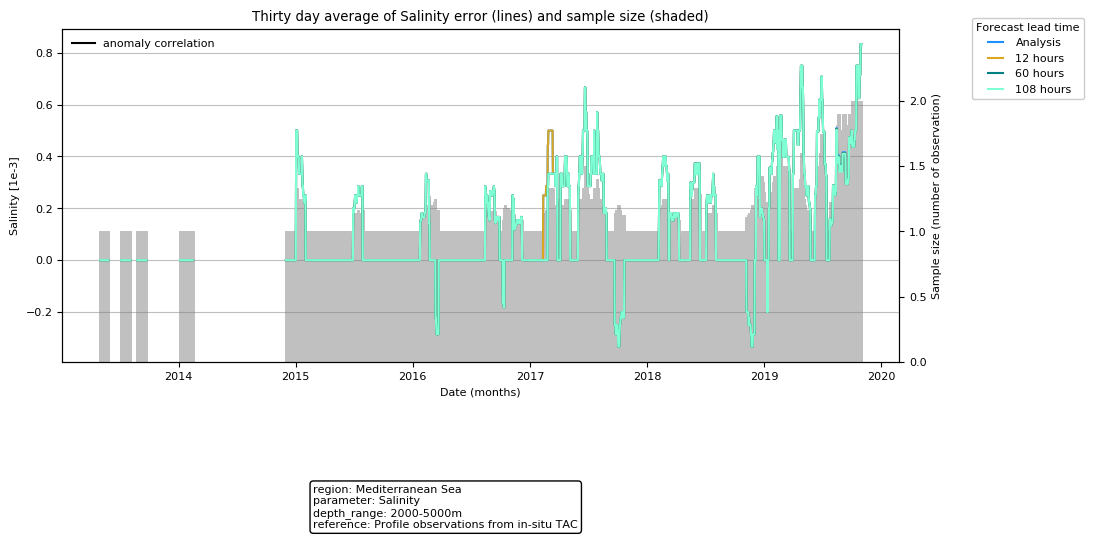 Thirty day average of Salinity error (lines) and sample size (shaded)
anomaly correlation
Forecast lead time
Analysis
12 hours
60 hours
108 hours
Salinity [1e-3]
0.8
0.6
0.4
0.2
0.0
−0.2
Sample size (number of observation)
2.0
1.5
1.0
0.5
0.0
2014
2015
2016
2017
2018
2019
2020
Date (months)
region: Mediterranean Sea
parameter: Salinity
depth_range: 2000-5000m
reference: Profile observations from in-situ TAC